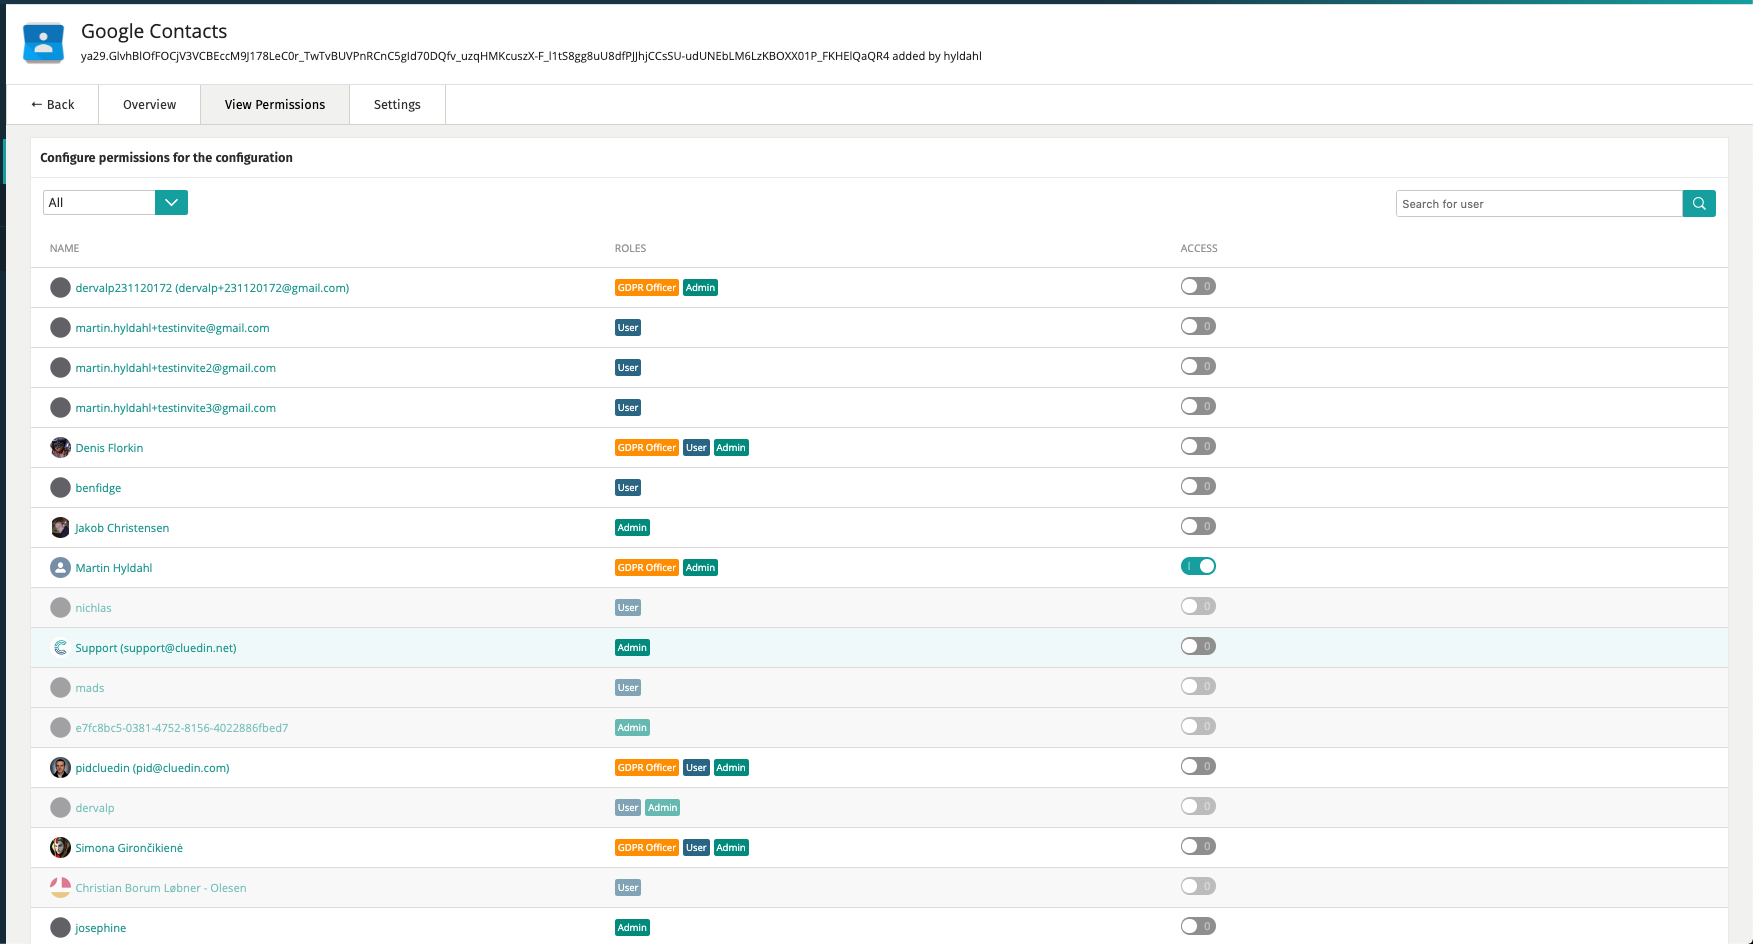 Google Contacts
ya29.GlvhBlOfFOCjV3VCBEccM9J178LeC0r_TwTvBUVPnRCnC5gId70DQfv_uzqHMKcuszX-F_l1tS8gg8uU8dfPJJhjCCsSU-udUNEbLM6LzKBOXX01P_FKHElQaQR4 added by hyldahl
← Back Overview View Permissions Settings
Configure permissions for the configuration
All Search for user
NAME ROLES ACCESS
dervalp231120172 (dervalp+231120172@gmail.com) GDPR Officer Admin 0
martin.hyldahl+testinvite@gmail.com User 0
martin.hyldahl+testinvite2@gmail.com User 0
martin.hyldahl+testinvite3@gmail.com User 0
Denis Florkin GDPR Officer User Admin 0
benfidge User 0
Jakob Christensen Admin 0
Martin Hyldahl GDPR Officer Admin I
nichlas User 0
Support (support@cluedin.net) Admin 0
mads User 0
e7fc8bc5-0381-4752-8156-4022886fbed7 Admin 0
pidcluedin (pid@cluedin.com) GDPR Officer User Admin 0
dervalp User Admin 0
Simona Girončikienė GDPR Officer User Admin 0
Christian Borum Løbner - Olesen User 0
josephine Admin 0